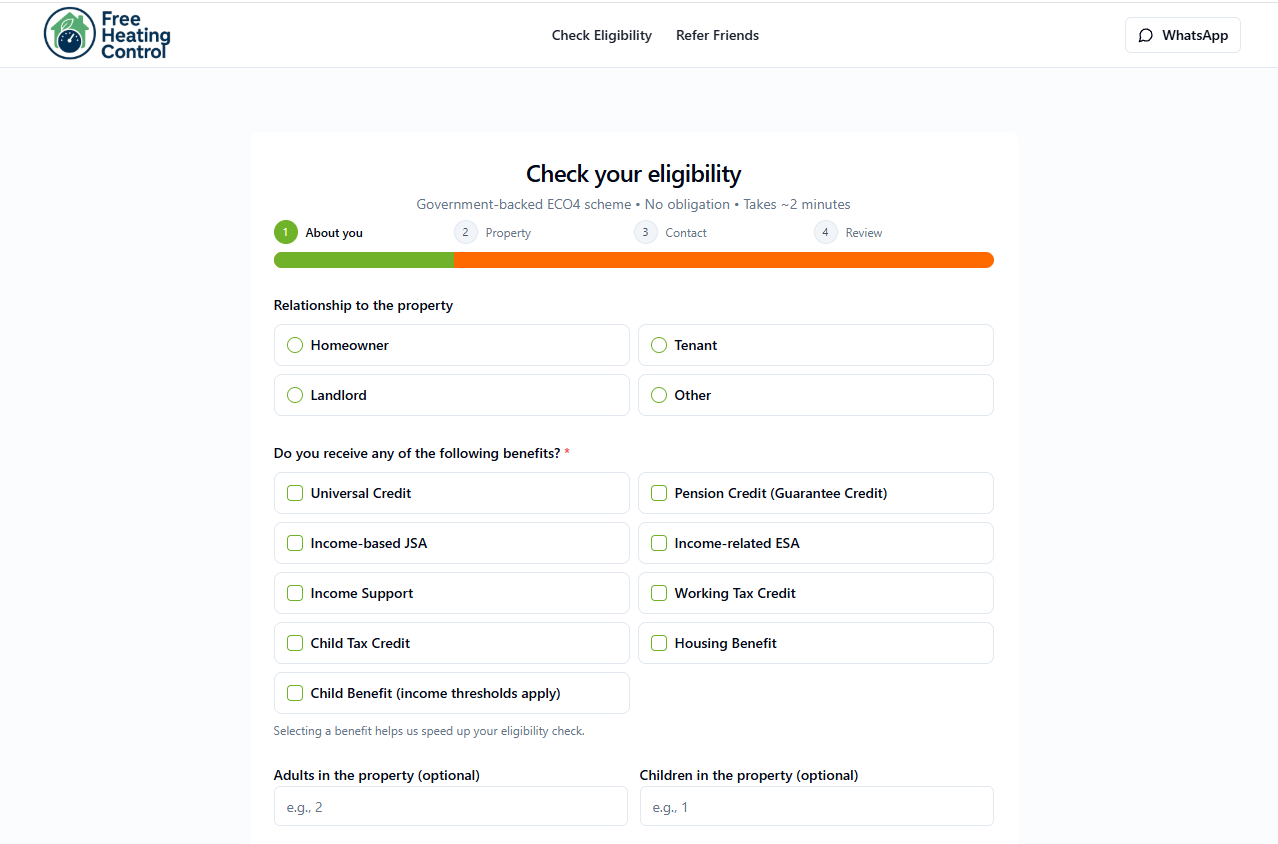 Free
Heating
Control
Check Eligibility
Refer Friends
WhatsApp
Check your eligibility
Government-backed ECO4 scheme • No obligation • Takes ~2 minutes
1 About you
2 Property
3 Contact
4 Review
Relationship to the property
Homeowner
Tenant
Landlord
Other
Do you receive any of the following benefits? *
Universal Credit
Pension Credit (Guarantee Credit)
Income-based JSA
Income-related ESA
Income Support
Working Tax Credit
Child Tax Credit
Housing Benefit
Child Benefit (income thresholds apply)
Selecting a benefit helps us speed up your eligibility check.
Adults in the property (optional)
Children in the property (optional)
e.g., 2
e.g., 1